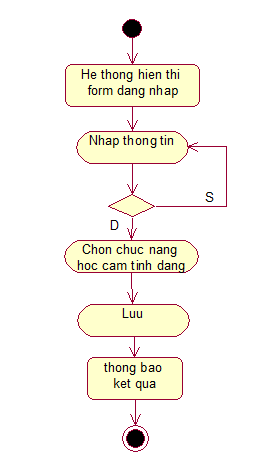 He thong hien thi
form dang nhap
Nhap thong tin
S
D
Chon chuc nang
hoc cam tinh dang
Luu
thong bao
ket qua